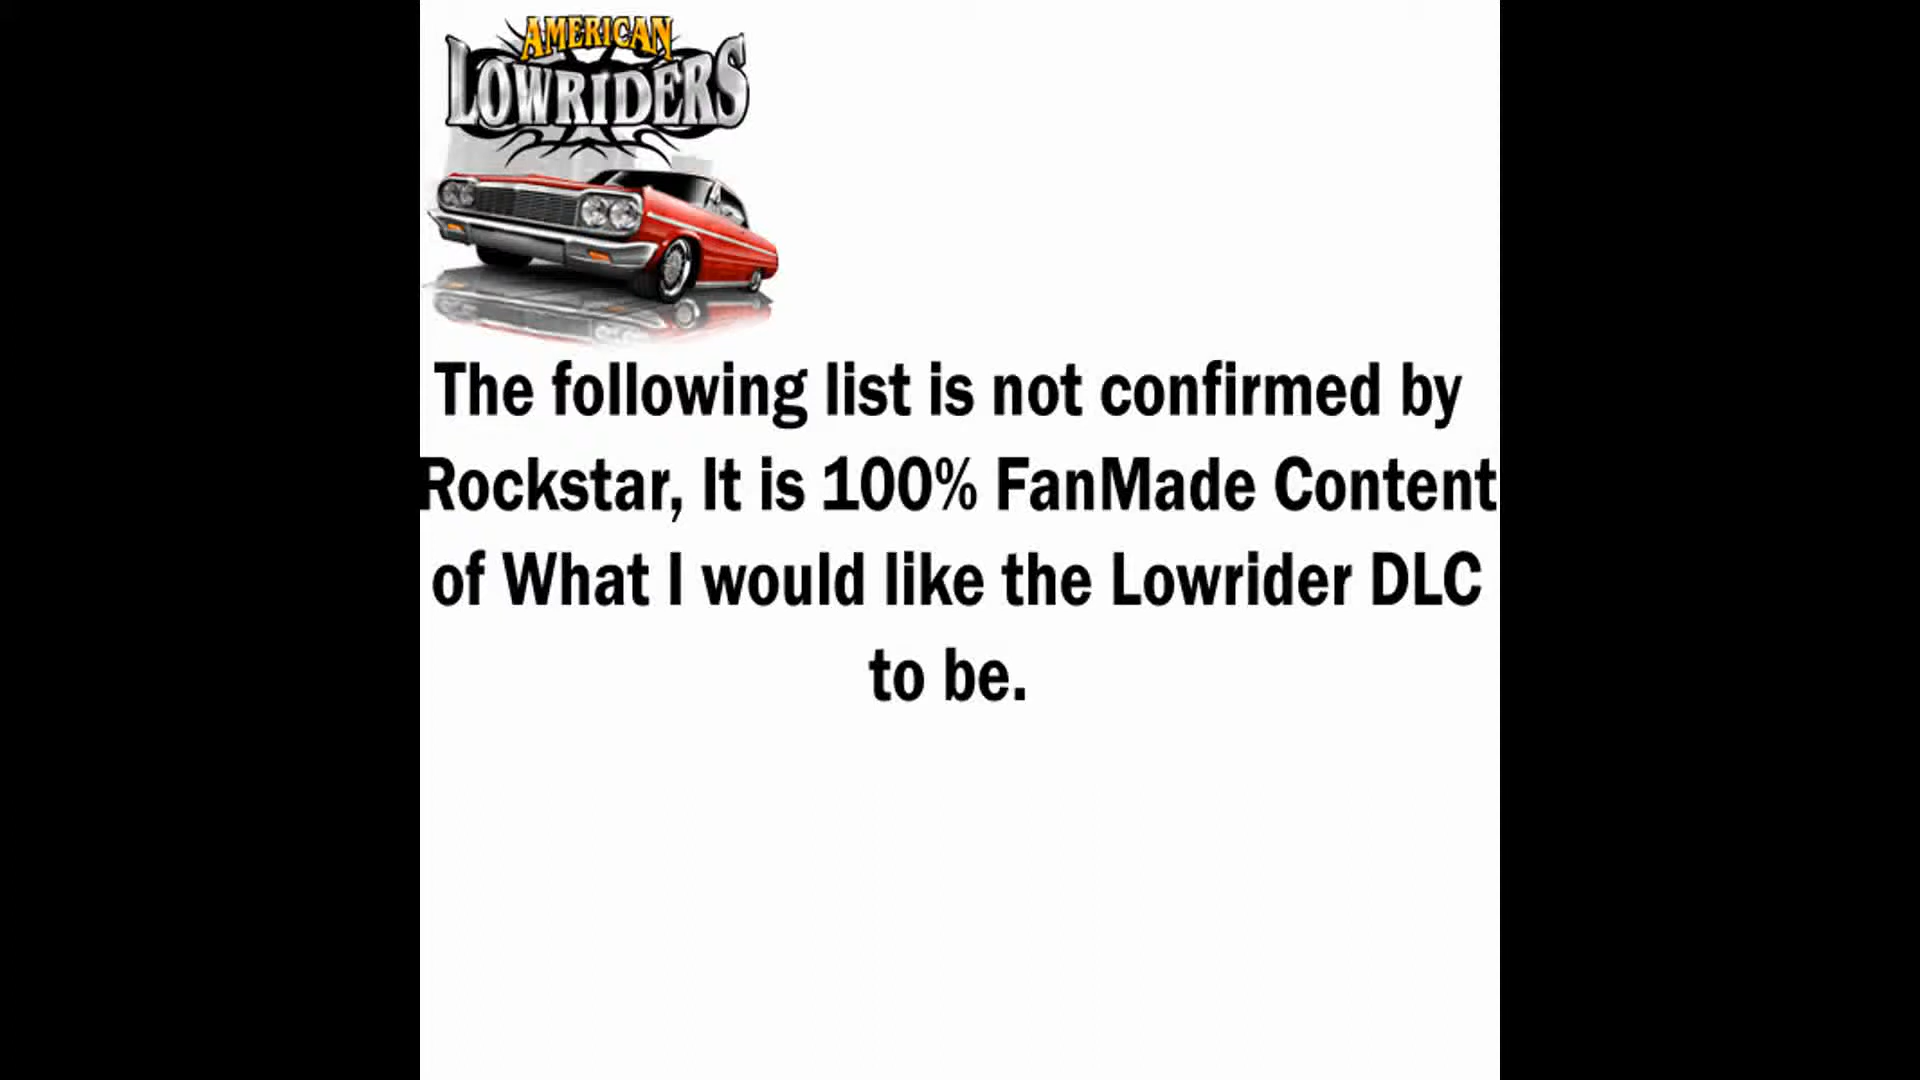 AMERICAN
LOWRIDERS
The following list is not confirmed by
Rockstar, It is 100% FanMade Content
of What I would like the Lowrider DLC
to be.